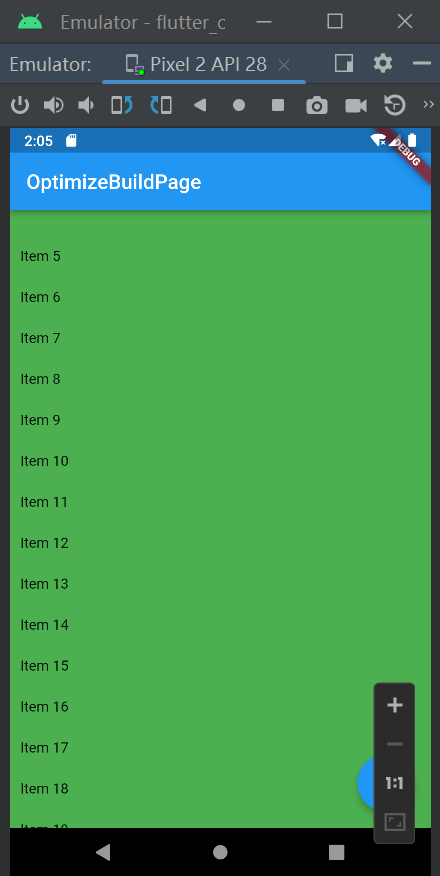 Emulator - flutter_c
Emulator:
Pixel 2 API 28
2:05
DEBUG
OptimizeBuildPage
Item 5
Item 6
Item 7
Item 8
Item 9
Item 10
Item 11
Item 12
Item 13
Item 14
Item 15
Item 16
Item 17
Item 18
1:1